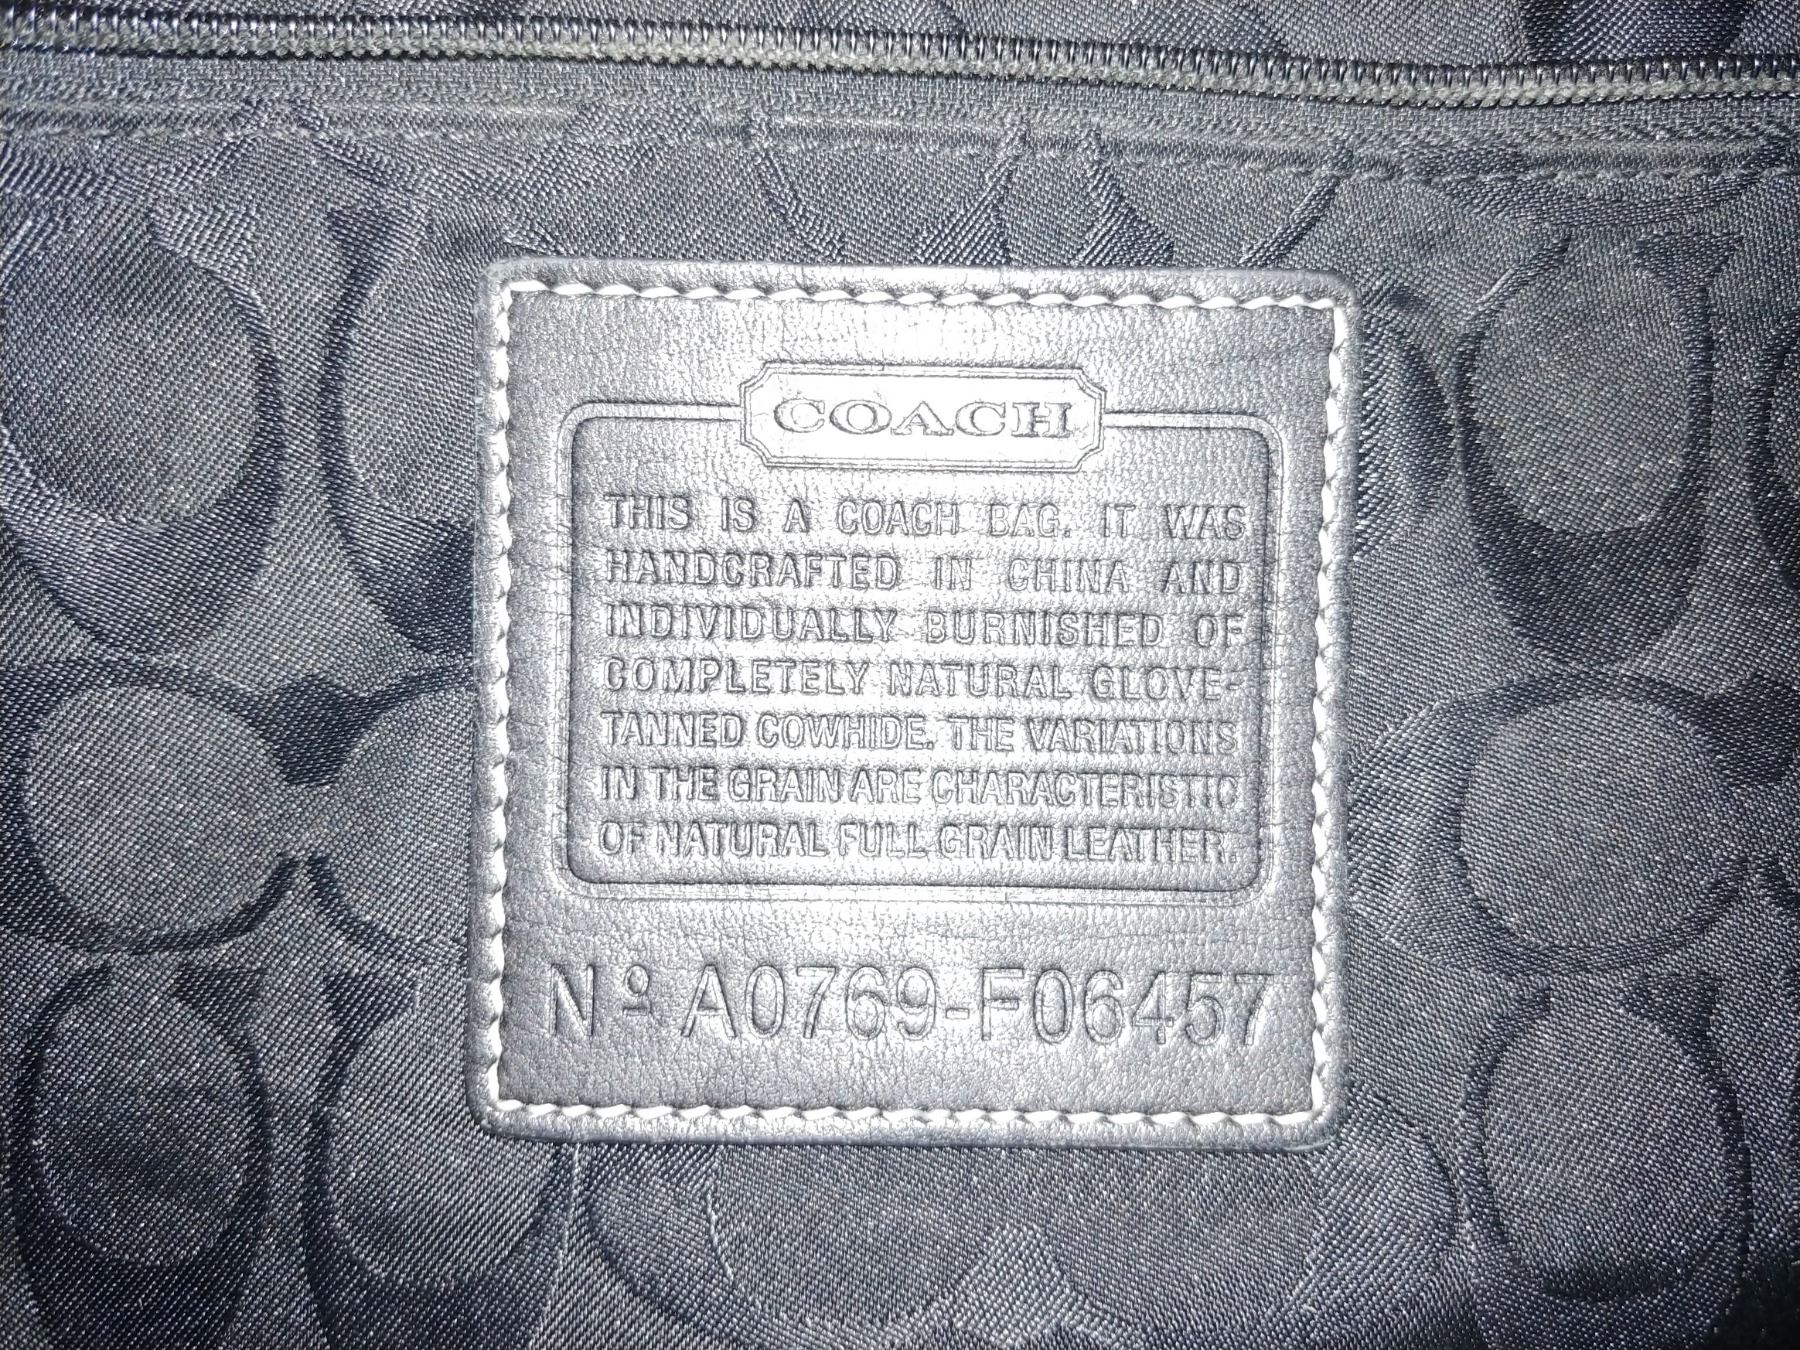 COACH
THIS IS A COACH BAG. IT WAS
HANDCRAFTED IN CHINA AND
INDIVIDUALLY BURNISHED OF
COMPLETELY NATURAL GLOVE-
TANNED COWHIDE. THE VARIATIONS
IN THE GRAIN ARE CHARACTERISTIC
OF NATURAL FULL GRAIN LEATHER.
Nº A0769-F06457